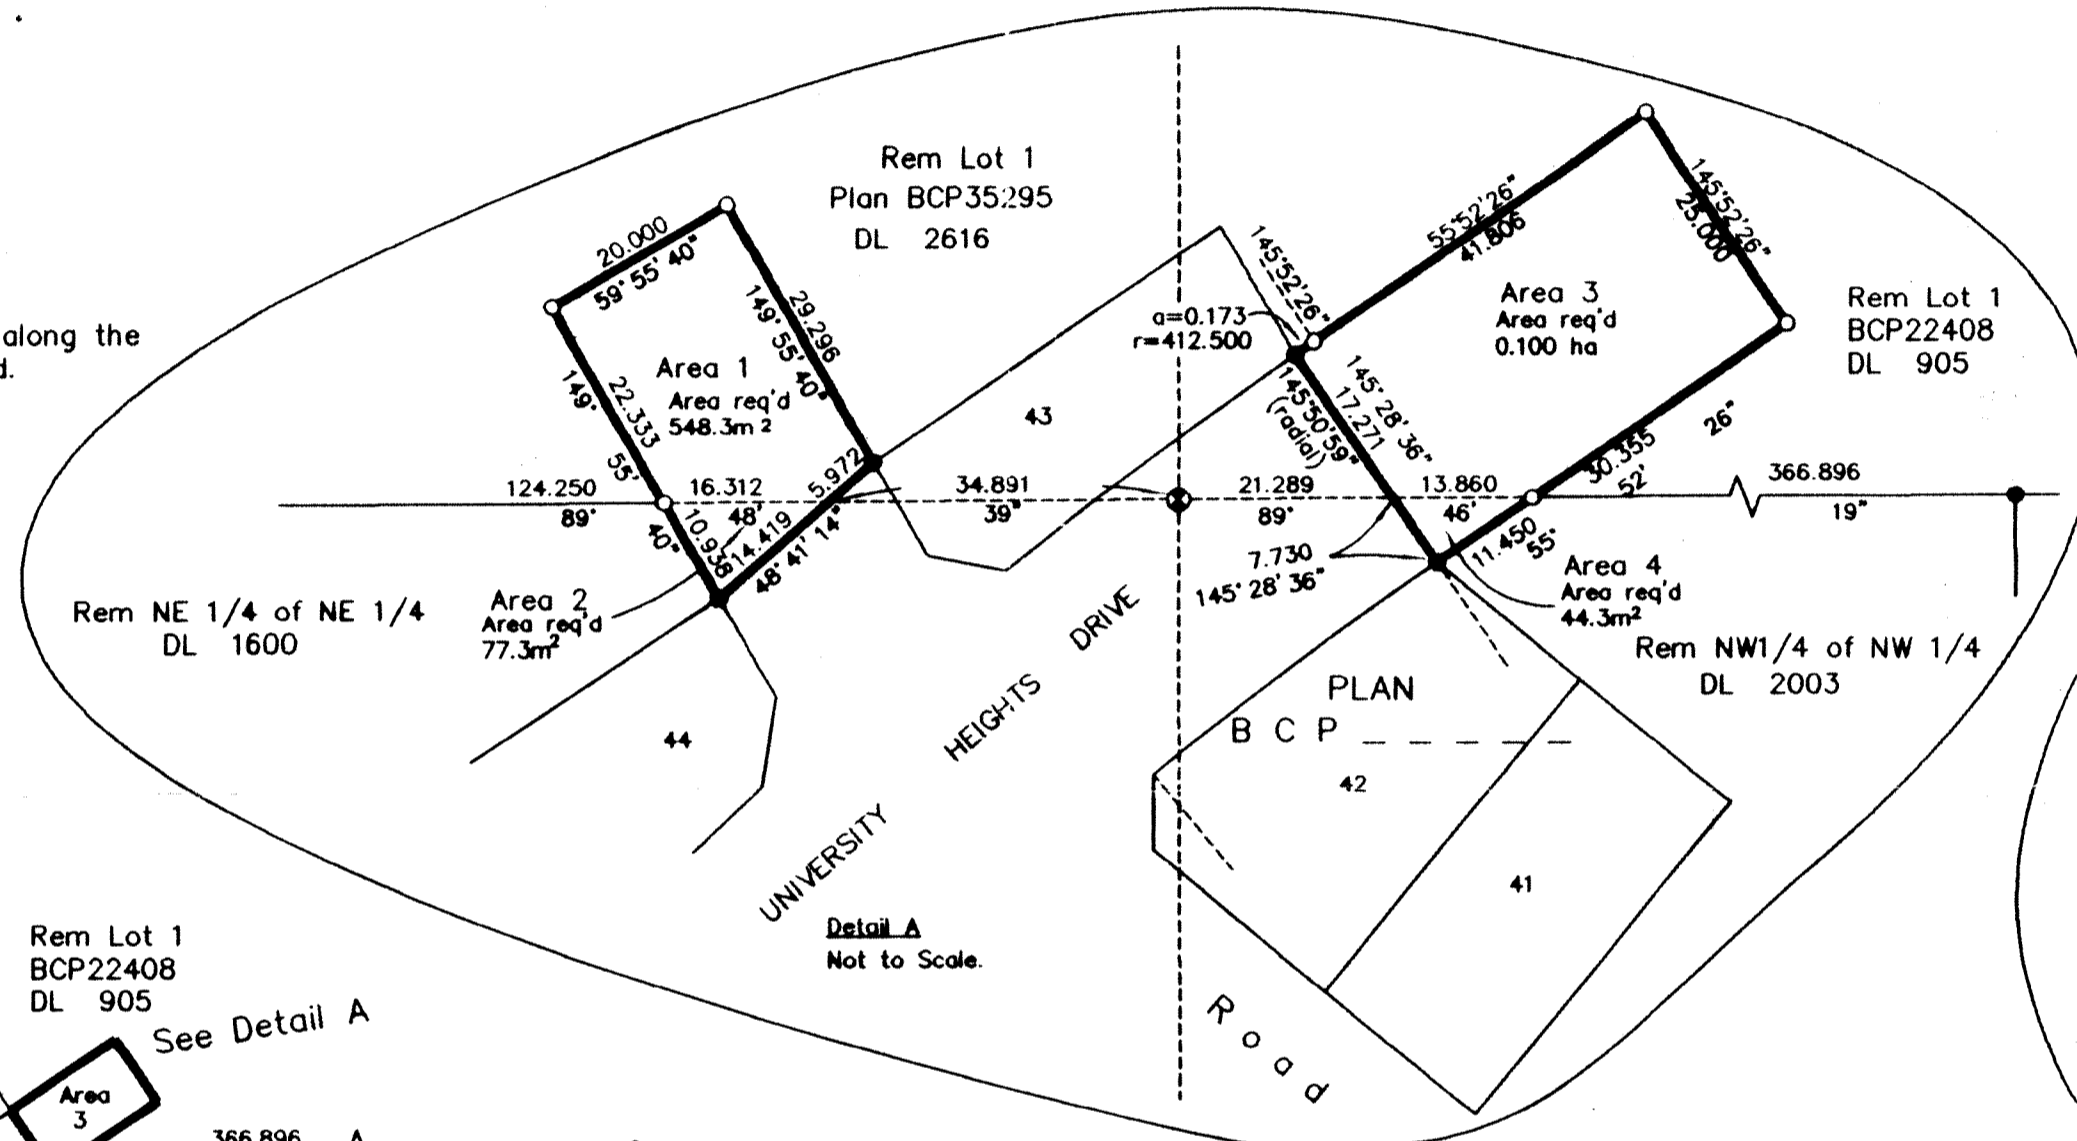 Rem Lot 1
Plan BCP35295
DL 2616
20.000
59° 55' 40"
29.296
149° 55' 40"
Area 1
Area req'd
548.3m²
22.333
149° 55' 40"
along the
d.
145°52'26"
a=0.173
r=412.500
55°52'26"
41.806
145°52'26"
25.000
Area 3
Area req'd
0.100 ha
Rem Lot 1
BCP22408
DL 905
43
145°50'59"
(radial)
145° 28' 36"
17.271
124.250
16.312
5.972
34.891
21.289
13.860
30.355
366.896
89° 48' 39"
89° 46' 19"
10.938
14.419
48° 41' 14"
7.730
145° 28' 36"
11.450
55° 52' 26"
Area 2
Area req'd
77.3m²
Area 4
Area req'd
44.3m²
Rem NE 1/4 of NE 1/4
DL 1600
Rem NW1/4 of NW 1/4
DL 2003
44
UNIVERSITY HEIGHTS DRIVE
PLAN
B C P _ _ _ _ _ _
42
41
Detail A
Not to Scale.
Road
Rem Lot 1
BCP22408
DL 905
See Detail A
Area
3
366.896